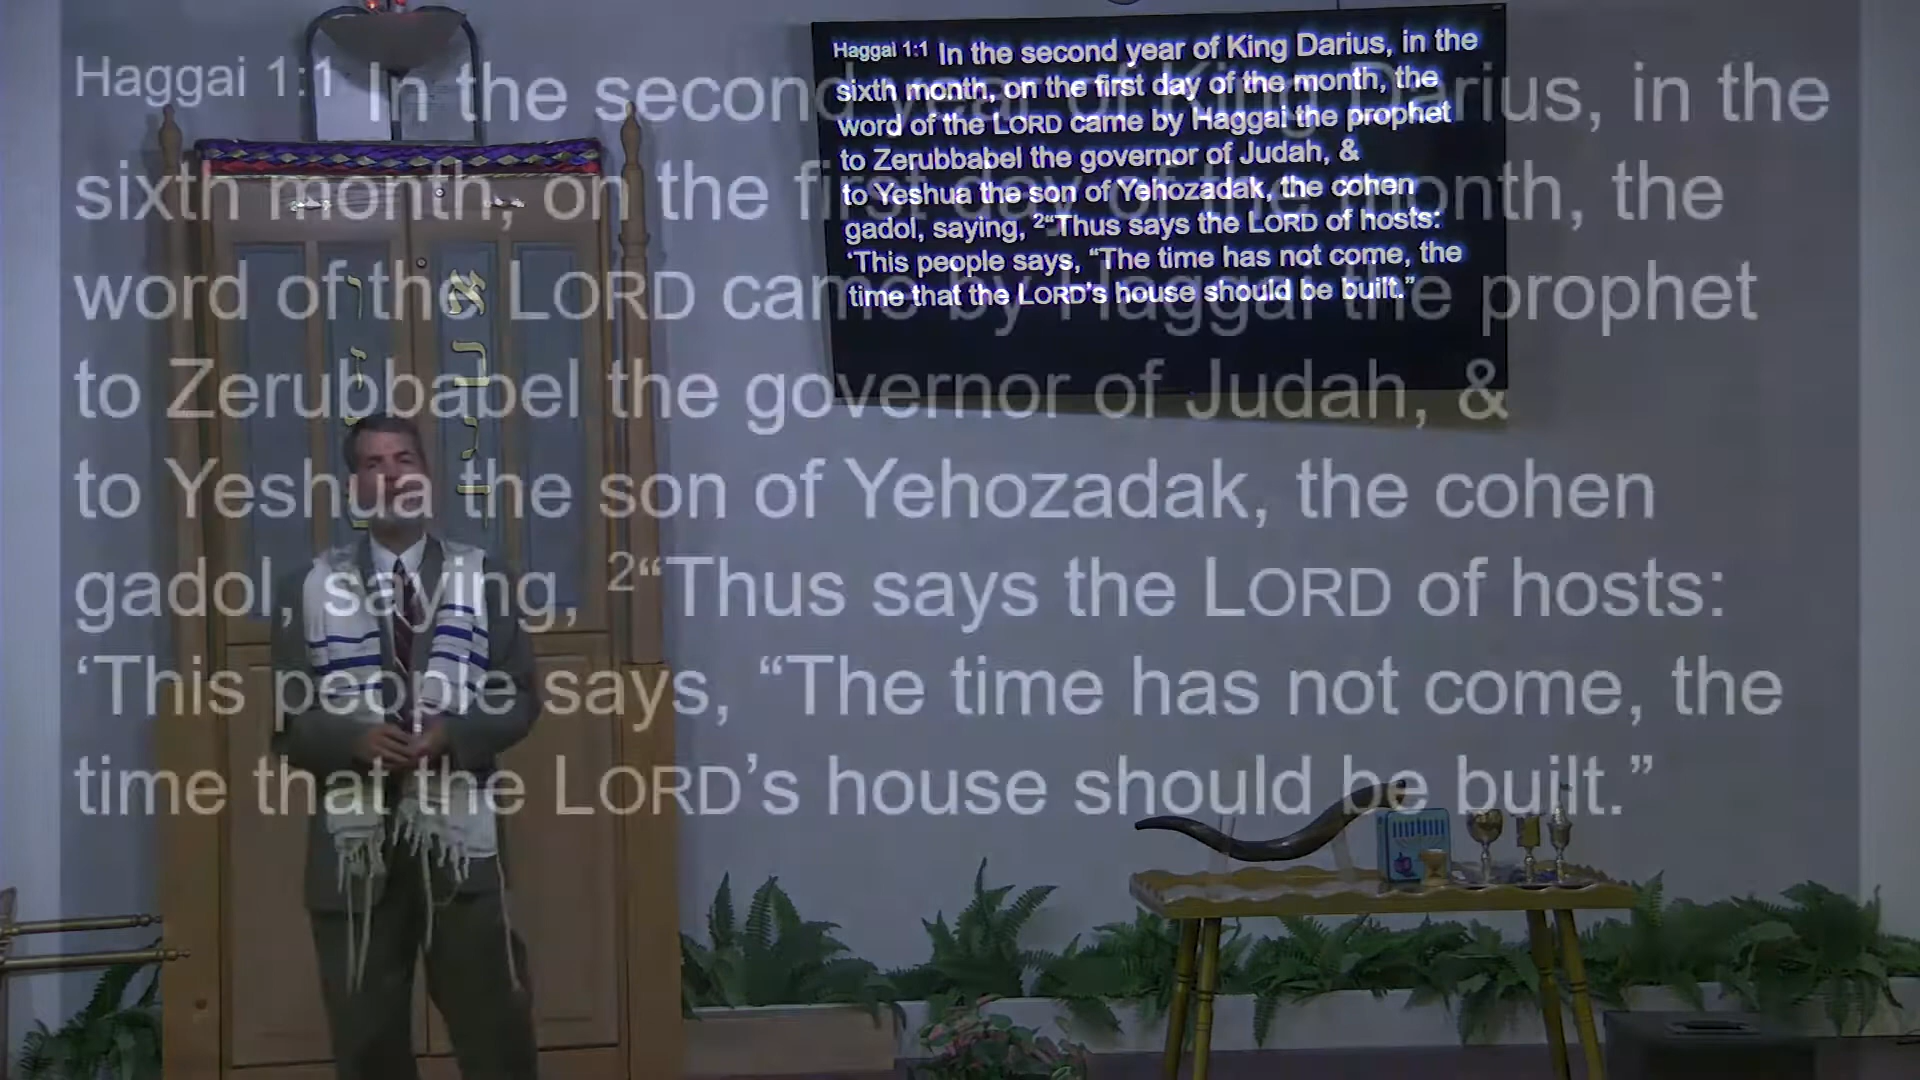 Haggai 1:1 In the second year of King Darius, in the
sixth month, on the first day of the month, the
word of the LORD came by Haggai the prophet
to Zerubbabel the governor of Judah, &
to Yeshua the son of Yehozadak, the cohen
gadol, saying, ²“Thus says the LORD of hosts:
‘This people says, “The time has not come, the
time that the LORD’s house should be built.”
Haggai 1:1 In the second year of King Darius, in the
sixth month, on the first day of the month, the
word of the LORD came by Haggai the prophet
to Zerubbabel the governor of Judah, &
to Yeshua the son of Yehozadak, the cohen
gadol, saying, ²“Thus says the LORD of hosts:
‘This people says, “The time has not come, the
time that the LORD’s house should be built.”